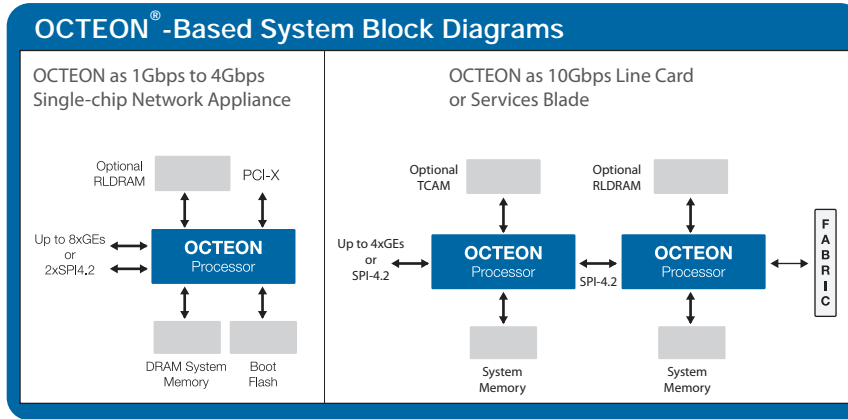 OCTEON®-Based System Block Diagrams
OCTEON as 1Gbps to 4Gbps
Single-chip Network Appliance
Optional
RLDRAM
PCI-X
Up to 8xGEs
or
2xSPI4.2
OCTEON
Processor
DRAM System
Memory
Boot
Flash
OCTEON as 10Gbps Line Card
or Services Blade
Optional
TCAM
Optional
RLDRAM
Up to 4xGEs
or
SPI-4.2
OCTEON
Processor
SPI-4.2
OCTEON
Processor
FABRIC
System
Memory
System
Memory